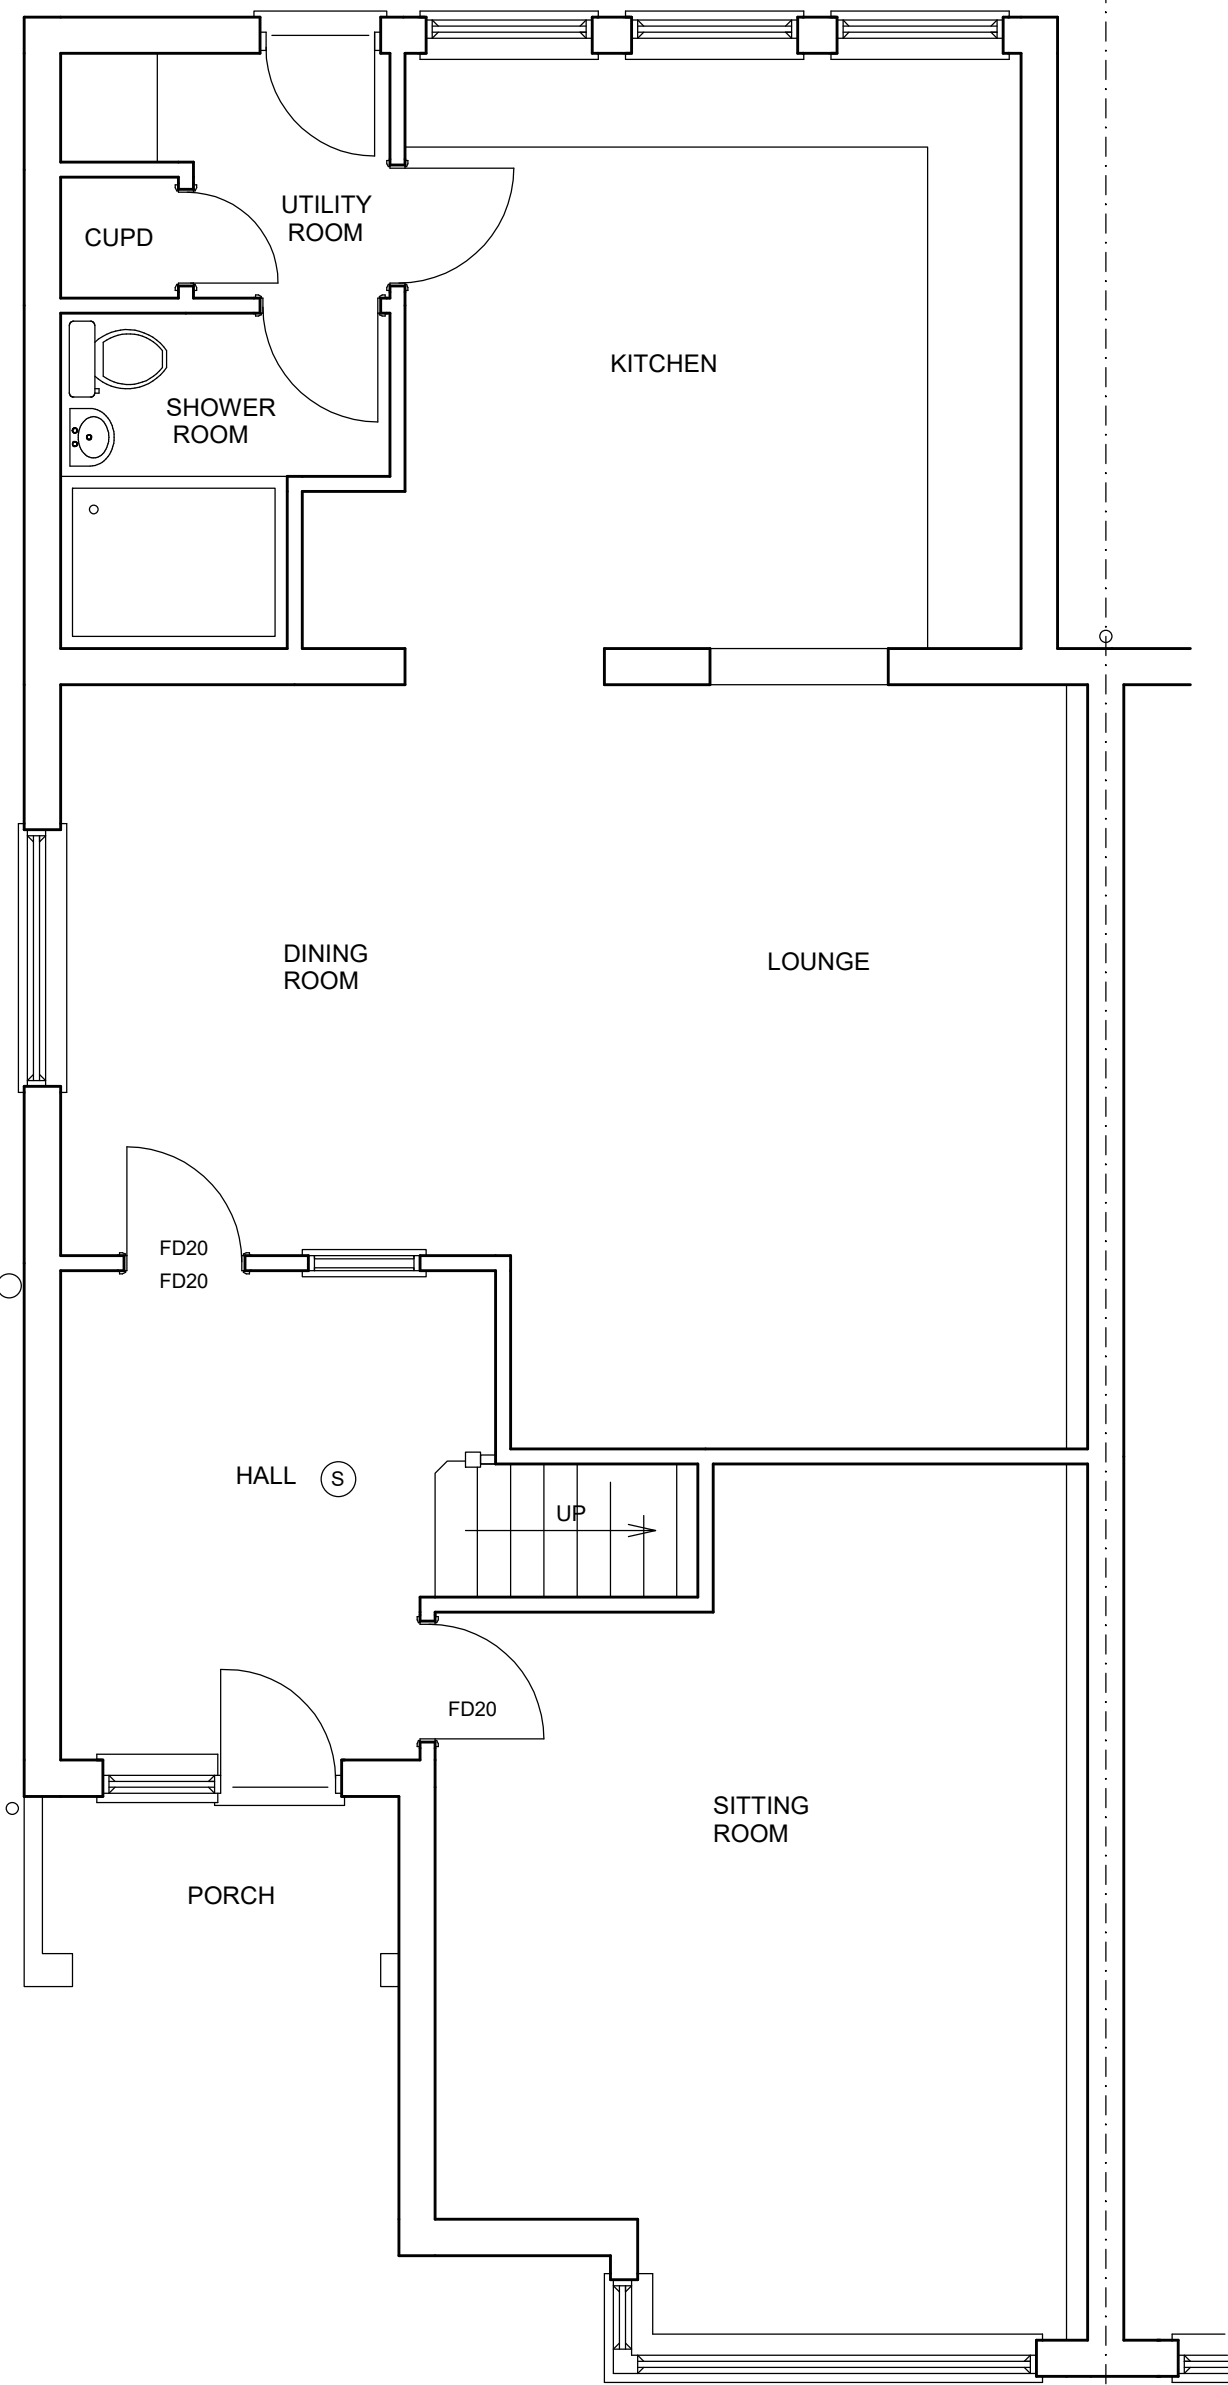 UTILITY
ROOM
CUPD
KITCHEN
SHOWER
ROOM
DINING
ROOM
LOUNGE
FD20
FD20
HALL
S
UP
FD20
SITTING
ROOM
PORCH